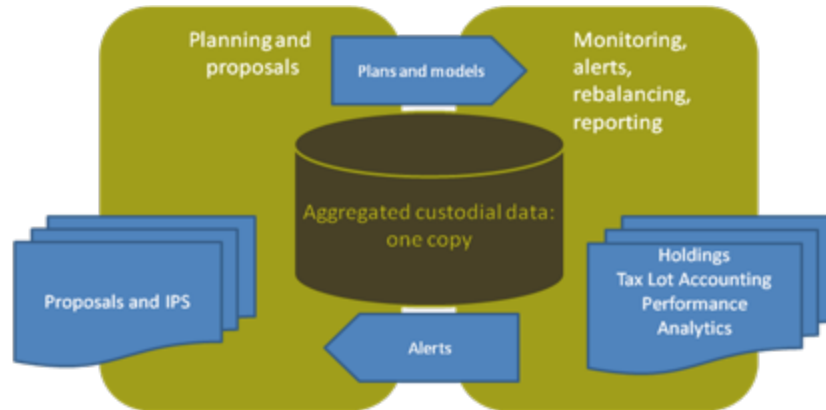 Planning and
proposals
Plans and models
Monitoring,
alerts,
rebalancing,
reporting
Aggregated custodial data:
one copy
Proposals and IPS
Holdings
Tax Lot Accounting
Performance
Analytics
Alerts